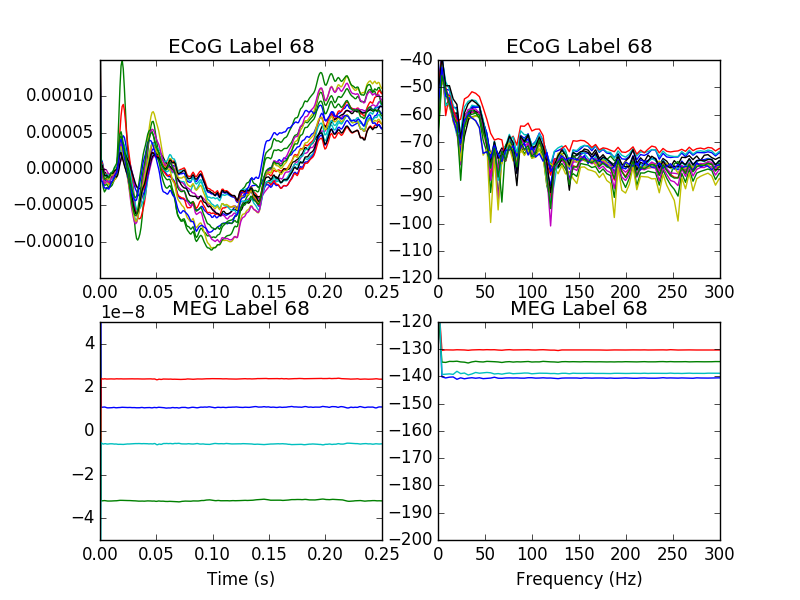 ECoG Label 68
0.00010
0.00005
0.00000
−0.00005
−0.00010
0.00 0.05 0.10 0.15 0.20 0.25
ECoG Label 68
−40
−50
−60
−70
−80
−90
−100
−110
−120
0 50 100 150 200 250 300
MEG Label 68
1e−8
4
2
0
−2
−4
0.00 0.05 0.10 0.15 0.20 0.25
Time (s)
MEG Label 68
−120
−130
−140
−150
−160
−170
−180
−190
−200
0 50 100 150 200 250 300
Frequency (Hz)